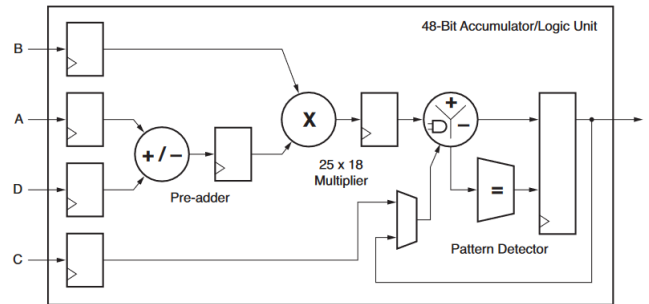 48-Bit Accumulator/Logic Unit
B
A
+
–
X
+/–
D
25 x 18
Multiplier
Pre-adder
=
C
Pattern Detector